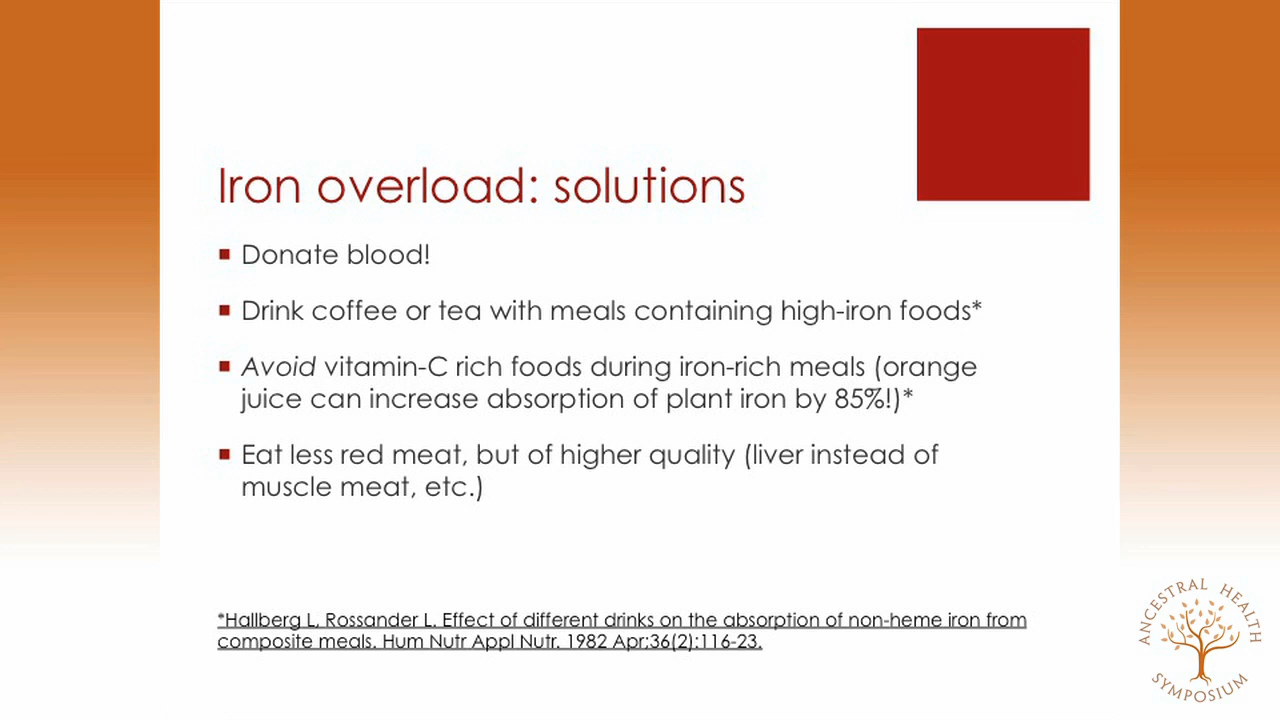 Iron overload: solutions
Donate blood!
Drink coffee or tea with meals containing high-iron foods*
Avoid vitamin-C rich foods during iron-rich meals (orange
juice can increase absorption of plant iron by 85%!)*
Eat less red meat, but of higher quality (liver instead of
muscle meat, etc.)
*Hallberg L, Rossander L. Effect of different drinks on the absorption of non-heme iron from
composite meals. Hum Nutr Appl Nutr. 1982 Apr;36(2):116-23.
ANCESTRAL HEALTH
SYMPOSIUM